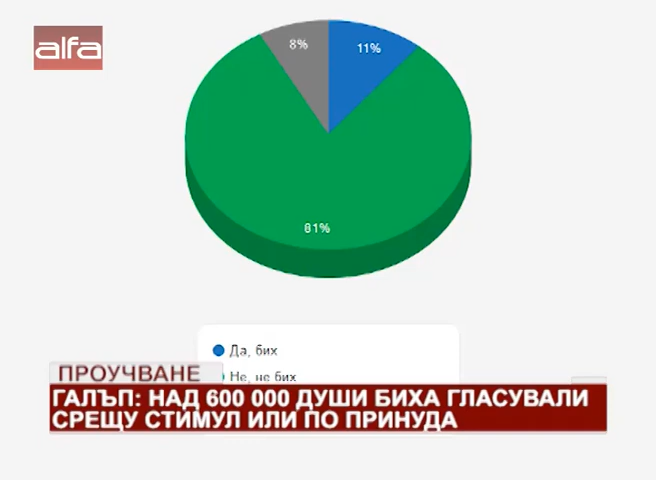 alfa
8%
11%
81%
Да, бих
Не, не бих
ПРОУЧВАНЕ
ГАЛЪП: НАД 600 000 ДУШИ БИХА ГЛАСУВАЛИ
СРЕЩУ СТИМУЛ ИЛИ ПО ПРИНУДА